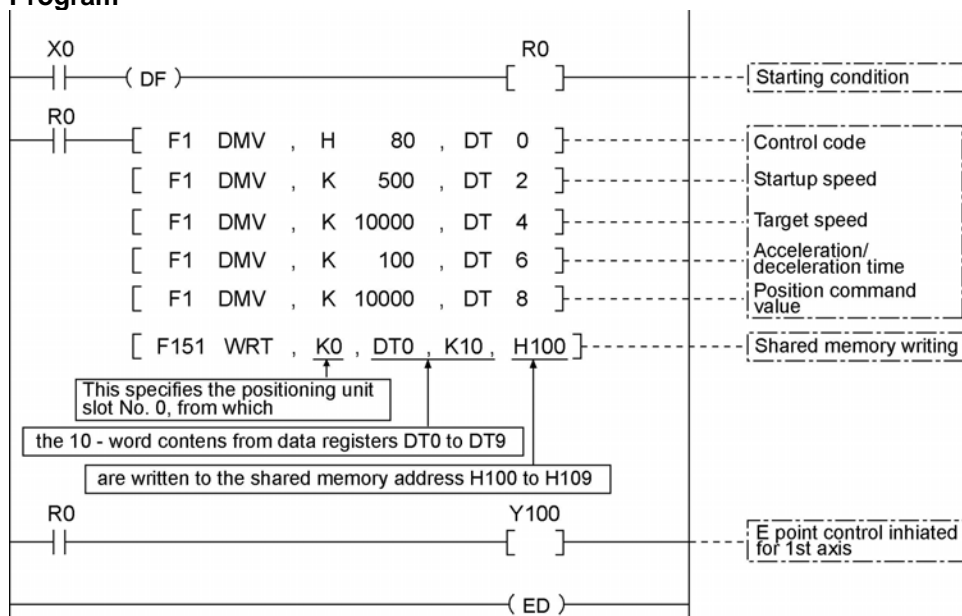 Program
X0 R0
( DF ) [ ] Starting condition
R0
[ F1 DMV , H 80 , DT 0 ] Control code
[ F1 DMV , K 500 , DT 2 ] Startup speed
[ F1 DMV , K 10000 , DT 4 ] Target speed
[ F1 DMV , K 100 , DT 6 ] Acceleration/
deceleration time
[ F1 DMV , K 10000 , DT 8 ] Position command
value
[ F151 WRT , K0 , DT0 , K10 , H100 ] Shared memory writing
This specifies the positioning unit
slot No. 0, from which
the 10 - word contens from data registers DT0 to DT9
are written to the shared memory address H100 to H109
R0 Y100
[ ] E point control inhiated
for 1st axis
( ED )